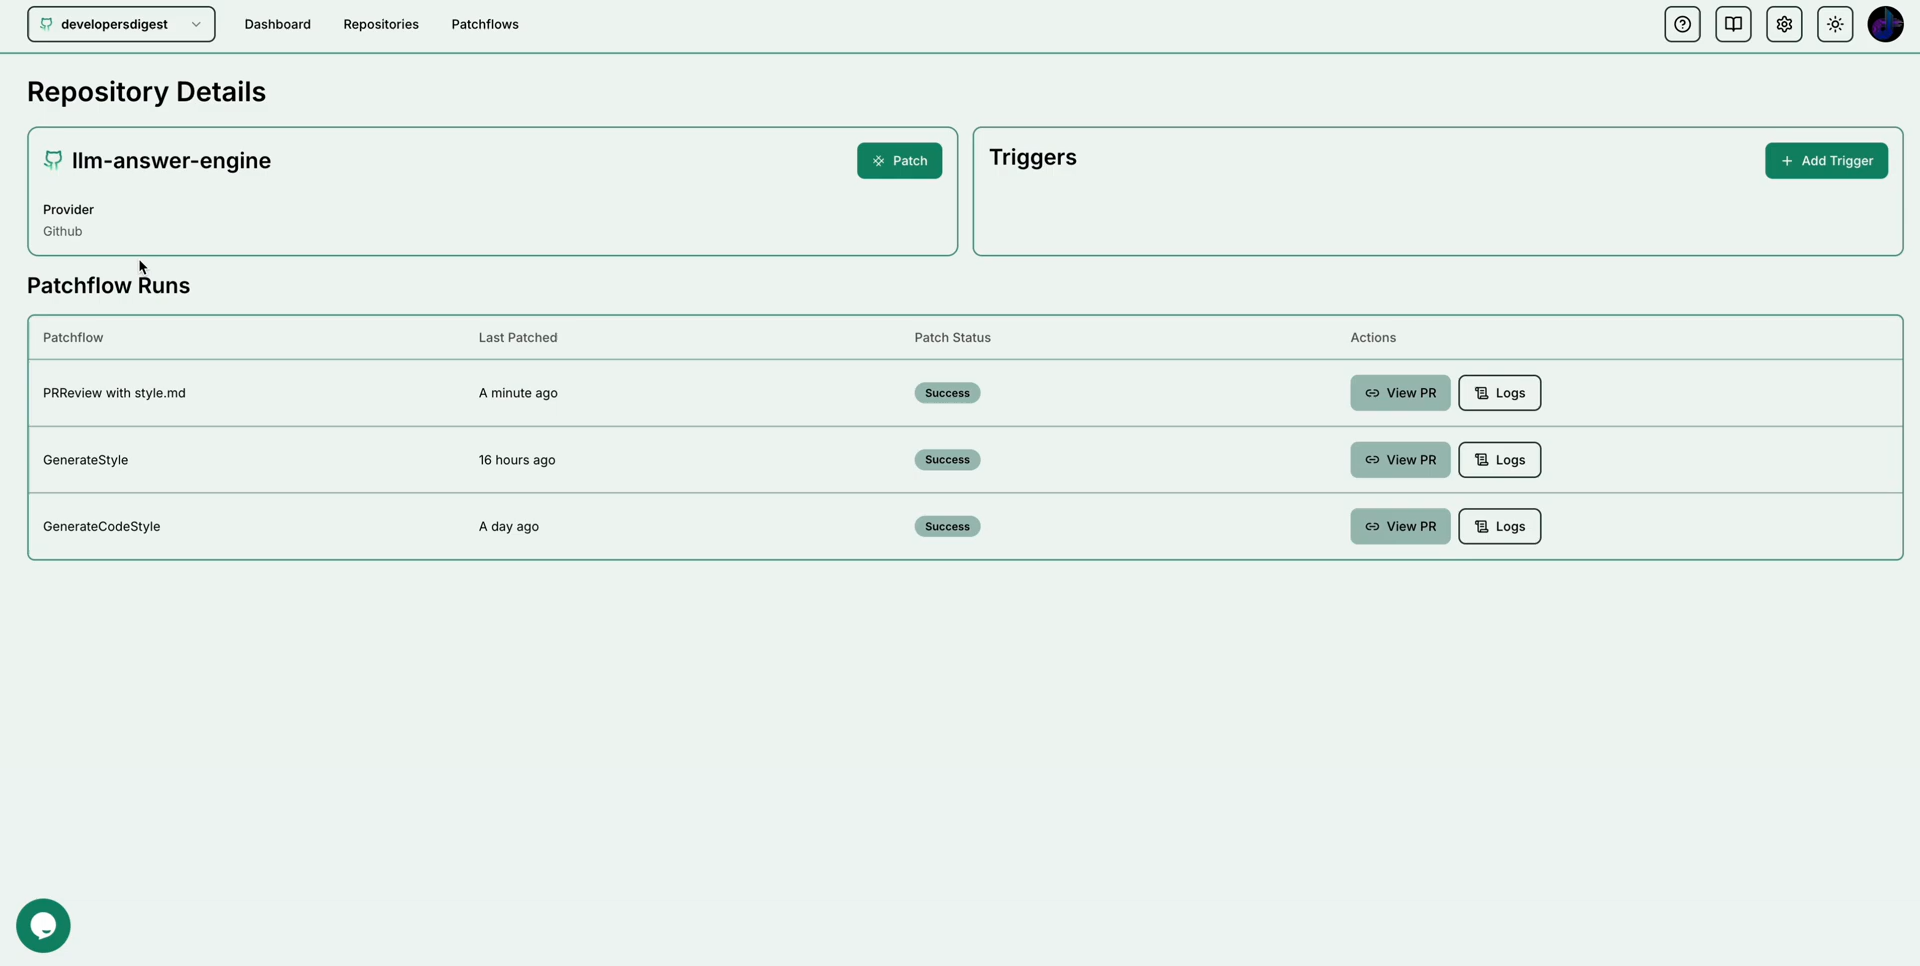 developersdigest
Dashboard
Repositories
Patchflows
Repository Details
llm-answer-engine
Patch
Provider
Github
Triggers
Add Trigger
Patchflow Runs
Patchflow Last Patched Patch Status Actions
PRReview with style.md A minute ago Success View PR Logs
GenerateStyle 16 hours ago Success View PR Logs
GenerateCodeStyle A day ago Success View PR Logs